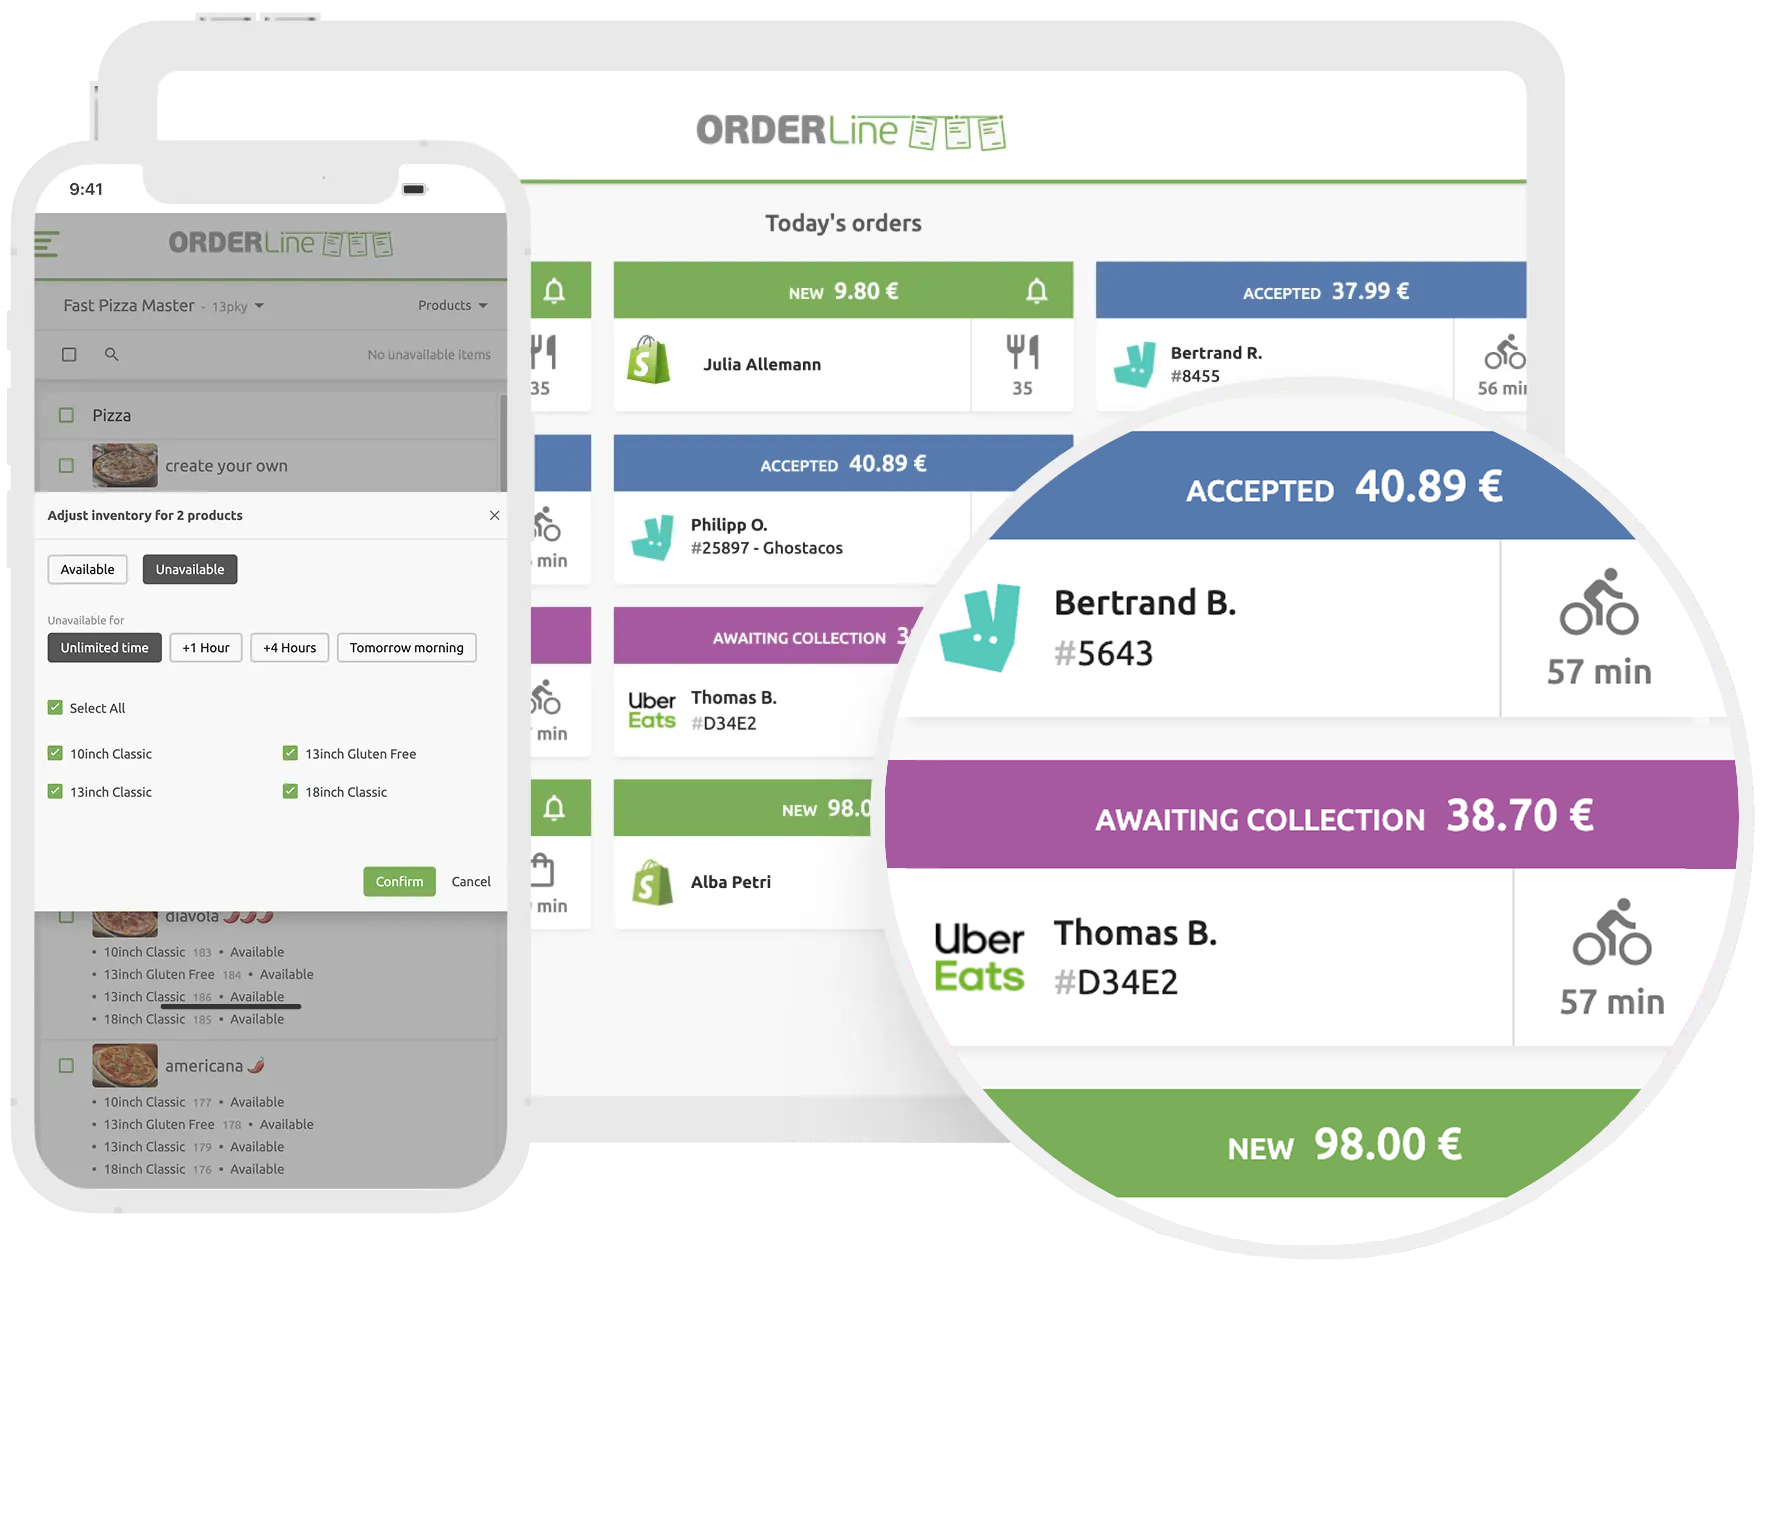 ORDERLine
Today's orders
35
NEW 9.80 €
Julia Allemann
35
ACCEPTED 37.99 €
Bertrand R.
#8455
56 min
min
ACCEPTED 40.89 €
Philipp O.
#25897 - Ghostacos
min
AWAITING COLLECTION
Uber
Eats
Thomas B.
#D34E2
min
NEW 98.0
Alba Petri
9:41
ORDERLine
Fast Pizza Master - 13pky
Products
No unavailable items
Pizza
create your own
Adjust inventory for 2 products
Available
Unavailable
Unavailable for
Unlimited time
+1 Hour
+4 Hours
Tomorrow morning
Select All
10inch Classic
13inch Gluten Free
13inch Classic
18inch Classic
Confirm
Cancel
diavola
• 10inch Classic 183 • Available
• 13inch Gluten Free 184 • Available
• 13inch Classic 186 • Available
• 18inch Classic 185 • Available
americana
• 10inch Classic 177 • Available
• 13inch Gluten Free 178 • Available
• 13inch Classic 179 • Available
• 18inch Classic 176 • Available
ACCEPTED 40.89 €
Bertrand B.
#5643
57 min
AWAITING COLLECTION 38.70 €
Uber
Eats
Thomas B.
#D34E2
57 min
NEW 98.00 €